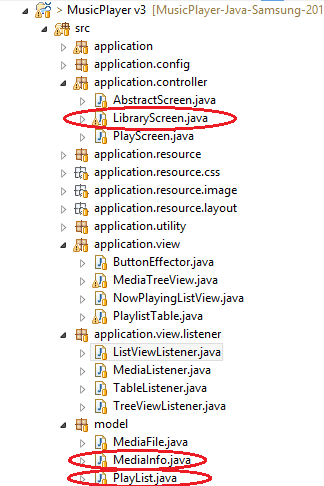 > MusicPlayer v3 [MusicPlayer-Java-Samsung-201
src
application
application.config
application.controller
AbstractScreen.java
LibraryScreen.java
PlayScreen.java
application.resource
application.resource.css
application.resource.image
application.resource.layout
application.utility
application.view
ButtonEffector.java
MediaTreeView.java
NowPlayingListView.java
PlaylistTable.java
application.view.listener
ListViewListener.java
MediaListener.java
TableListener.java
TreeViewListener.java
model
MediaFile.java
MediaInfo.java
PlayList.java